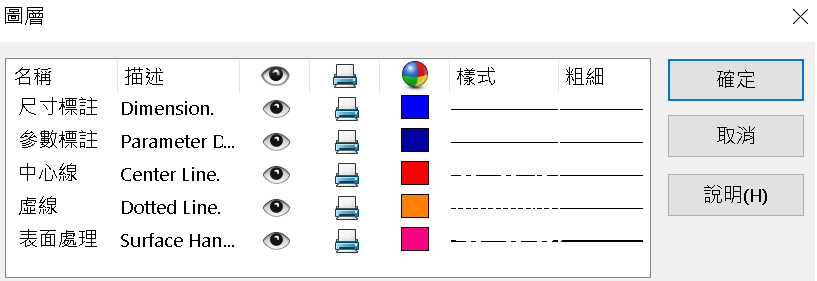 圖層
名稱 描述 樣式 粗細
尺寸標註 Dimension.
參數標註 Parameter D...
中心線 Center Line.
虛線 Dotted Line.
表面處理 Surface Han...
確定
取消
說明(H)